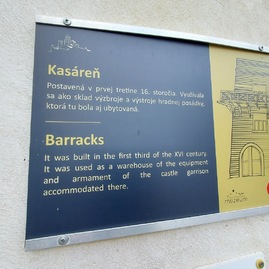 Kasáreň
Postavená v prvej tretine 16. storočia. Využívala
sa ako sklad výzbroje a výstroje hradnej posádky,
ktorá tu bola aj ubytovaná.
Barracks
It was built in the first third of the XVI century.
It was used as a warehouse of the equipment
and armament of the castle garrison
accommodated there.
múzeum